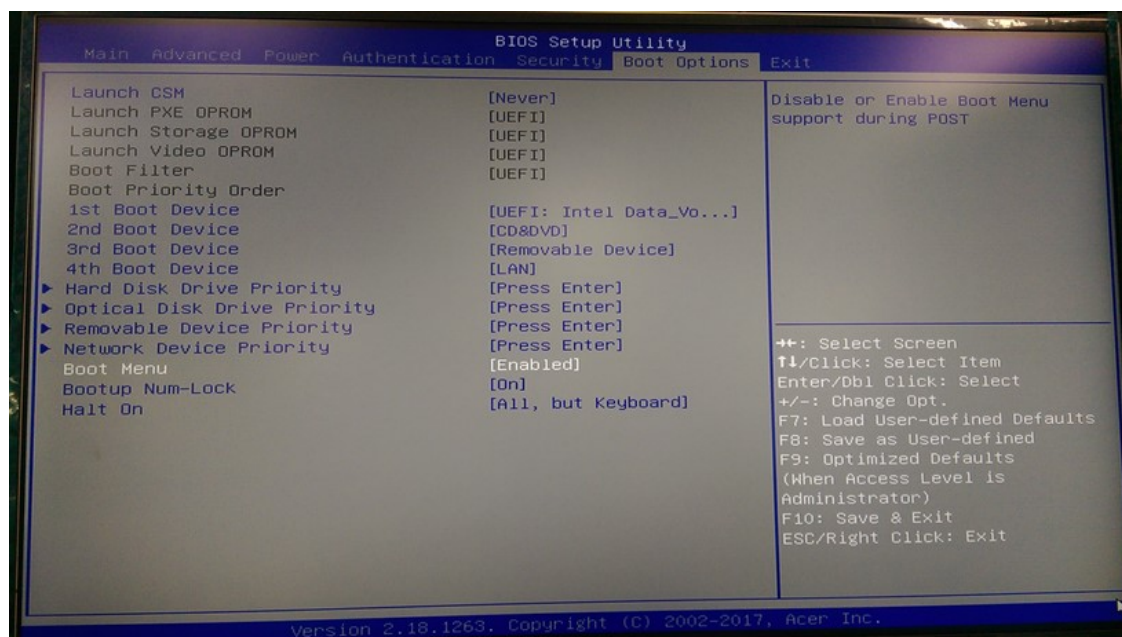 BIOS Setup Utility
Main Advanced Power Authentication Security Boot Options Exit
Launch CSM [Never]
Launch PXE OPROM [UEFI]
Launch Storage OPROM [UEFI]
Launch Video OPROM [UEFI]
Boot Filter [UEFI]
Boot Priority Order
1st Boot Device [UEFI: Intel Data_Vo...]
2nd Boot Device [CD&DVD]
3rd Boot Device [Removable Device]
4th Boot Device [LAN]
► Hard Disk Drive Priority [Press Enter]
► Optical Disk Drive Priority [Press Enter]
► Removable Device Priority [Press Enter]
► Network Device Priority [Press Enter]
Boot Menu [Enabled]
Bootup Num-Lock [On]
Halt On [All, but Keyboard]
Disable or Enable Boot Menu
support during POST
→←: Select Screen
↑↓/Click: Select Item
Enter/Dbl Click: Select
+/-: Change Opt.
F7: Load User-defined Defaults
F8: Save as User-defined
F9: Optimized Defaults
(When Access Level is
Administrator)
F10: Save & Exit
ESC/Right Click: Exit
Version 2.18.1263. Copyright (C) 2002-2017, Acer Inc.